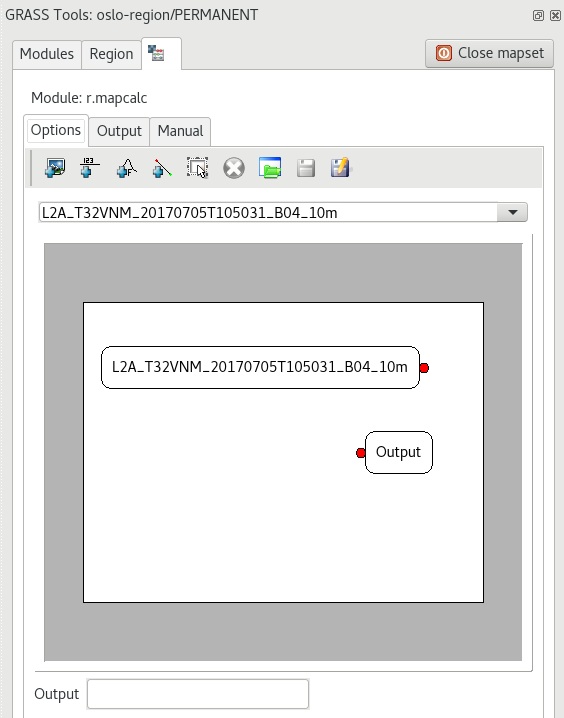 GRASS Tools: oslo-region/PERMANENT
Modules Region Close mapset
Module: r.mapcalc
Options Output Manual
123
L2A_T32VNM_20170705T105031_B04_10m
L2A_T32VNM_20170705T105031_B04_10m
Output
Output